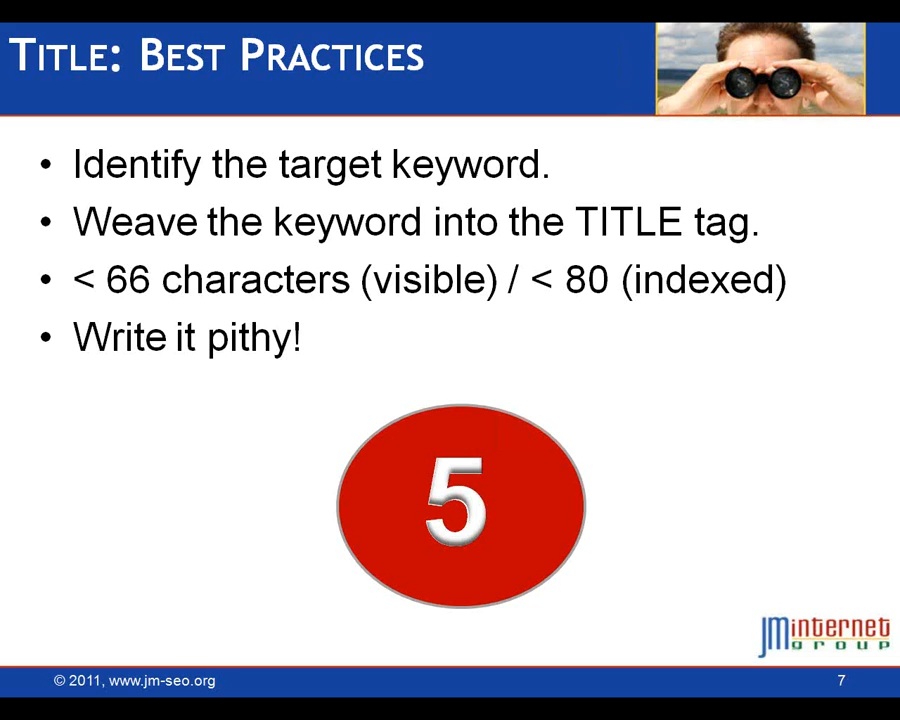 Title: Best Practices
• Identify the target keyword.
• Weave the keyword into the TITLE tag.
• < 66 characters (visible) / < 80 (indexed)
• Write it pithy!
5
JMinternet
group
© 2011, www.jm-seo.org
7